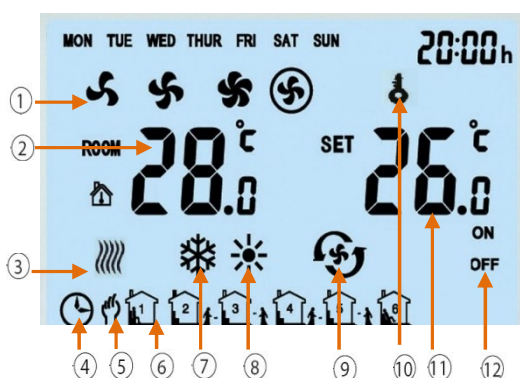 MON TUE WED THUR FRI SAT SUN 20:00 h
①
② ROOM 28.0 °C SET 26.0 °C
ON
③ OFF
1 2 3 4 5 6
④ ⑤ ⑥ ⑦ ⑧ ⑨ ⑩ ⑪ ⑫